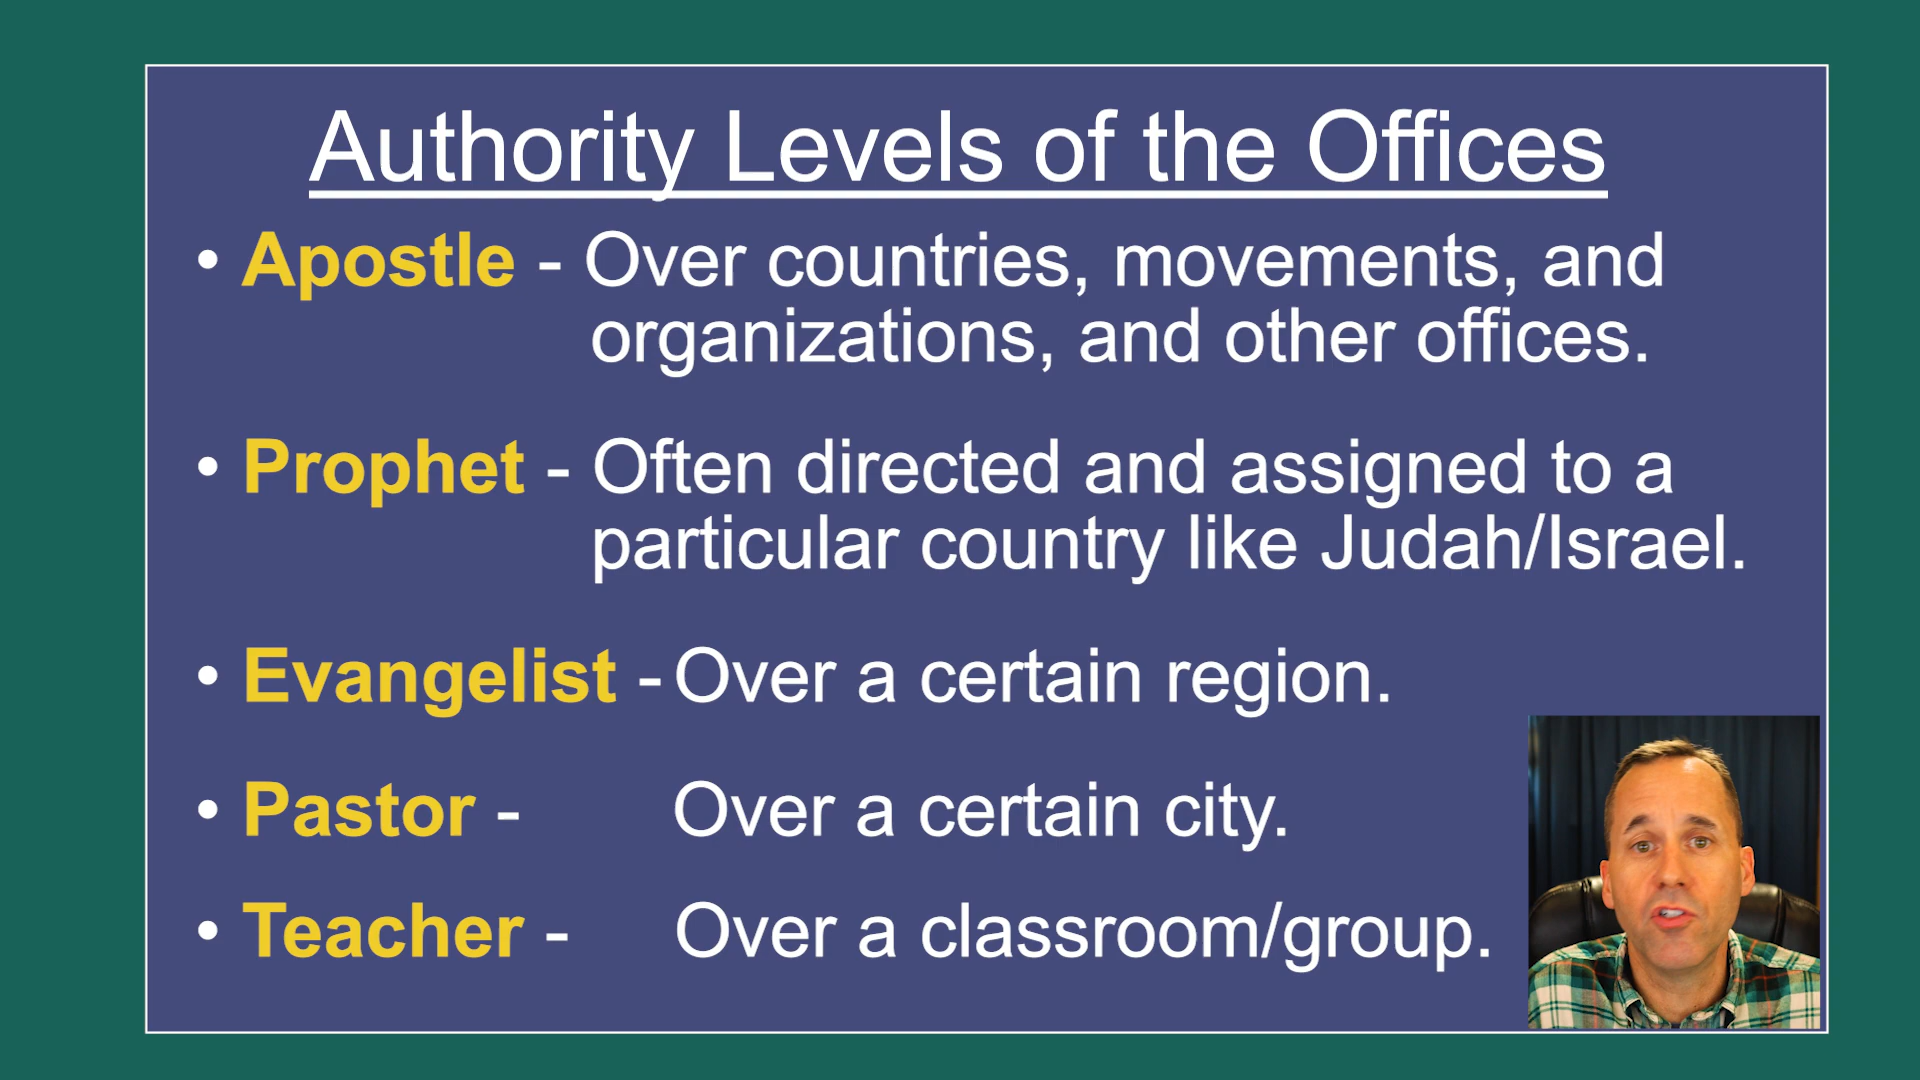 Authority Levels of the Offices
• Apostle - Over countries, movements, and
organizations, and other offices.
• Prophet - Often directed and assigned to a
particular country like Judah/Israel.
• Evangelist - Over a certain region.
• Pastor - Over a certain city.
• Teacher - Over a classroom/group.